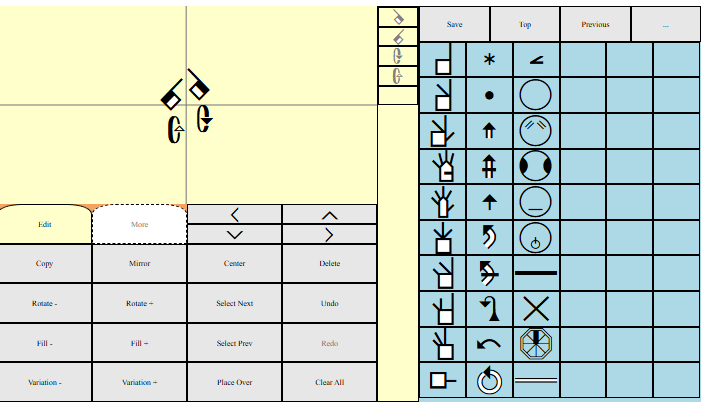 Save Top Previous ...
Edit More
Copy Mirror Center Delete
Rotate - Rotate + Select Next Undo
Fill - Fill + Select Prev Redo
Variation - Variation + Place Over Clear All